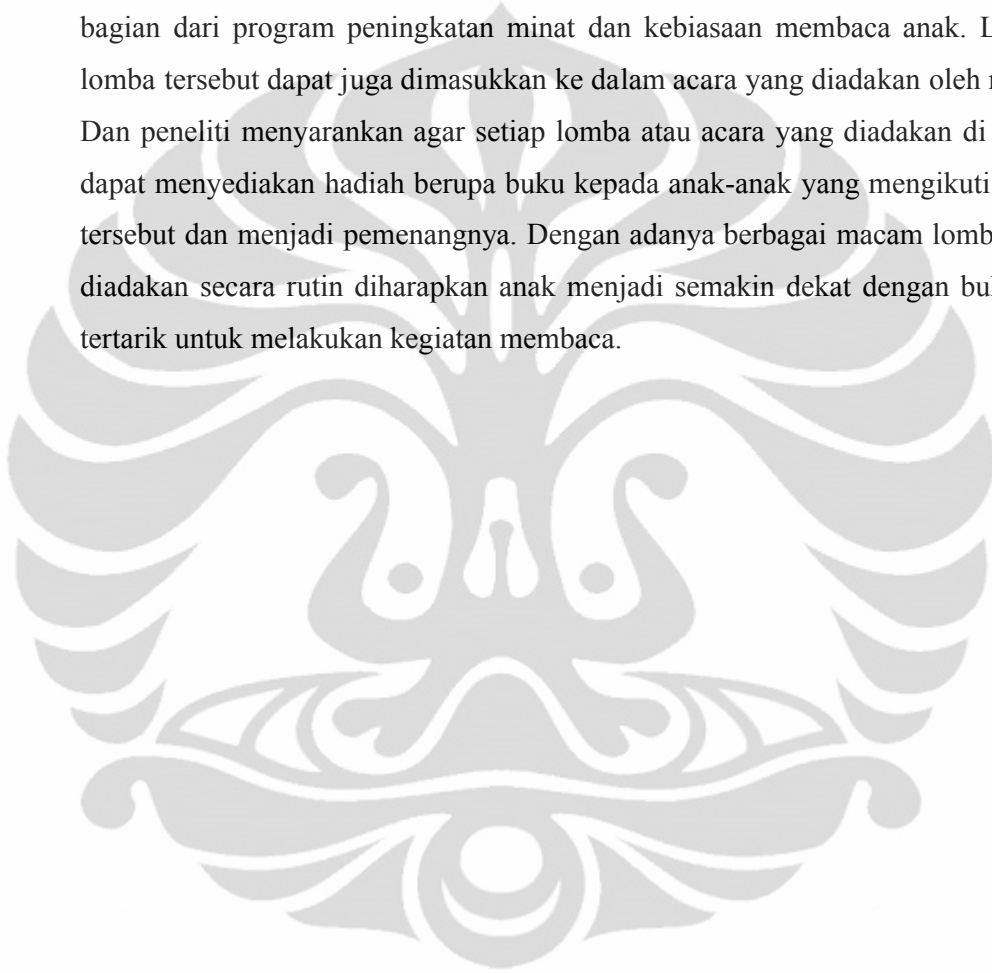 bagian dari program peningkatan minat dan kebiasaan membaca anak.
lomba tersebut dapat juga dimasukkan ke dalam acara yang diadakan oleh
Dan peneliti menyarankan agar setiap lomba atau acara yang diadakan di
dapat menyediakan hadiah berupa buku kepada anak-anak yang mengikuti
tersebut dan menjadi pemenangnya. Dengan adanya berbagai macam
diadakan secara rutin diharapkan anak menjadi semakin dekat dengan
tertarik untuk melakukan kegiatan membaca.